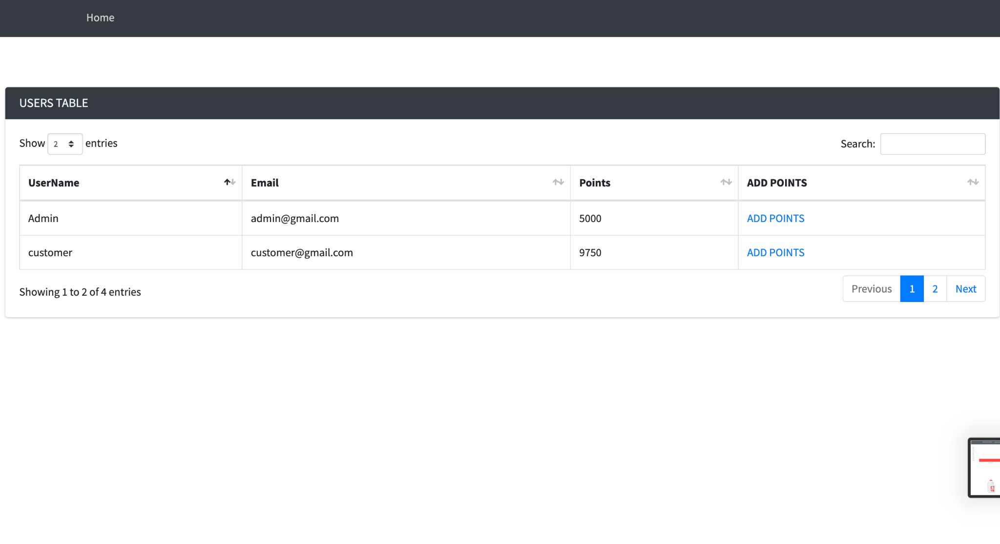 Home
USERS TABLE
Show 2 entries
Search:
UserName Email Points ADD POINTS
Admin admin@gmail.com 5000 ADD POINTS
customer customer@gmail.com 9750 ADD POINTS
Showing 1 to 2 of 4 entries
Previous 1 2 Next